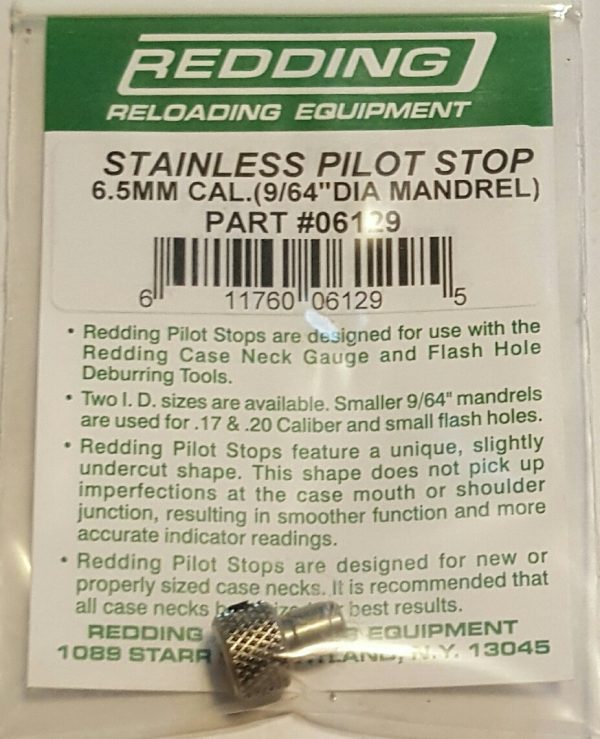 REDDING
RELOADING EQUIPMENT
STAINLESS PILOT STOP
6.5MM CAL.(9/64"DIA MANDREL)
PART #06129
6 11760 06129 5
• Redding Pilot Stops are designed for use with the
Redding Case Neck Gauge and Flash Hole
Deburring Tools.
• Two I. D. sizes are available. Smaller 9/64" mandrels
are used for .17 & .20 Caliber and small flash holes.
• Redding Pilot Stops feature a unique, slightly
undercut shape. This shape does not pick up
imperfections at the case mouth or shoulder
junction, resulting in smoother function and more
accurate indicator readings.
• Redding Pilot Stops are designed for new or
properly sized case necks. It is recommended that
all case necks best results.
REDDING EQUIPMENT
1089 STARR N.Y. 13045